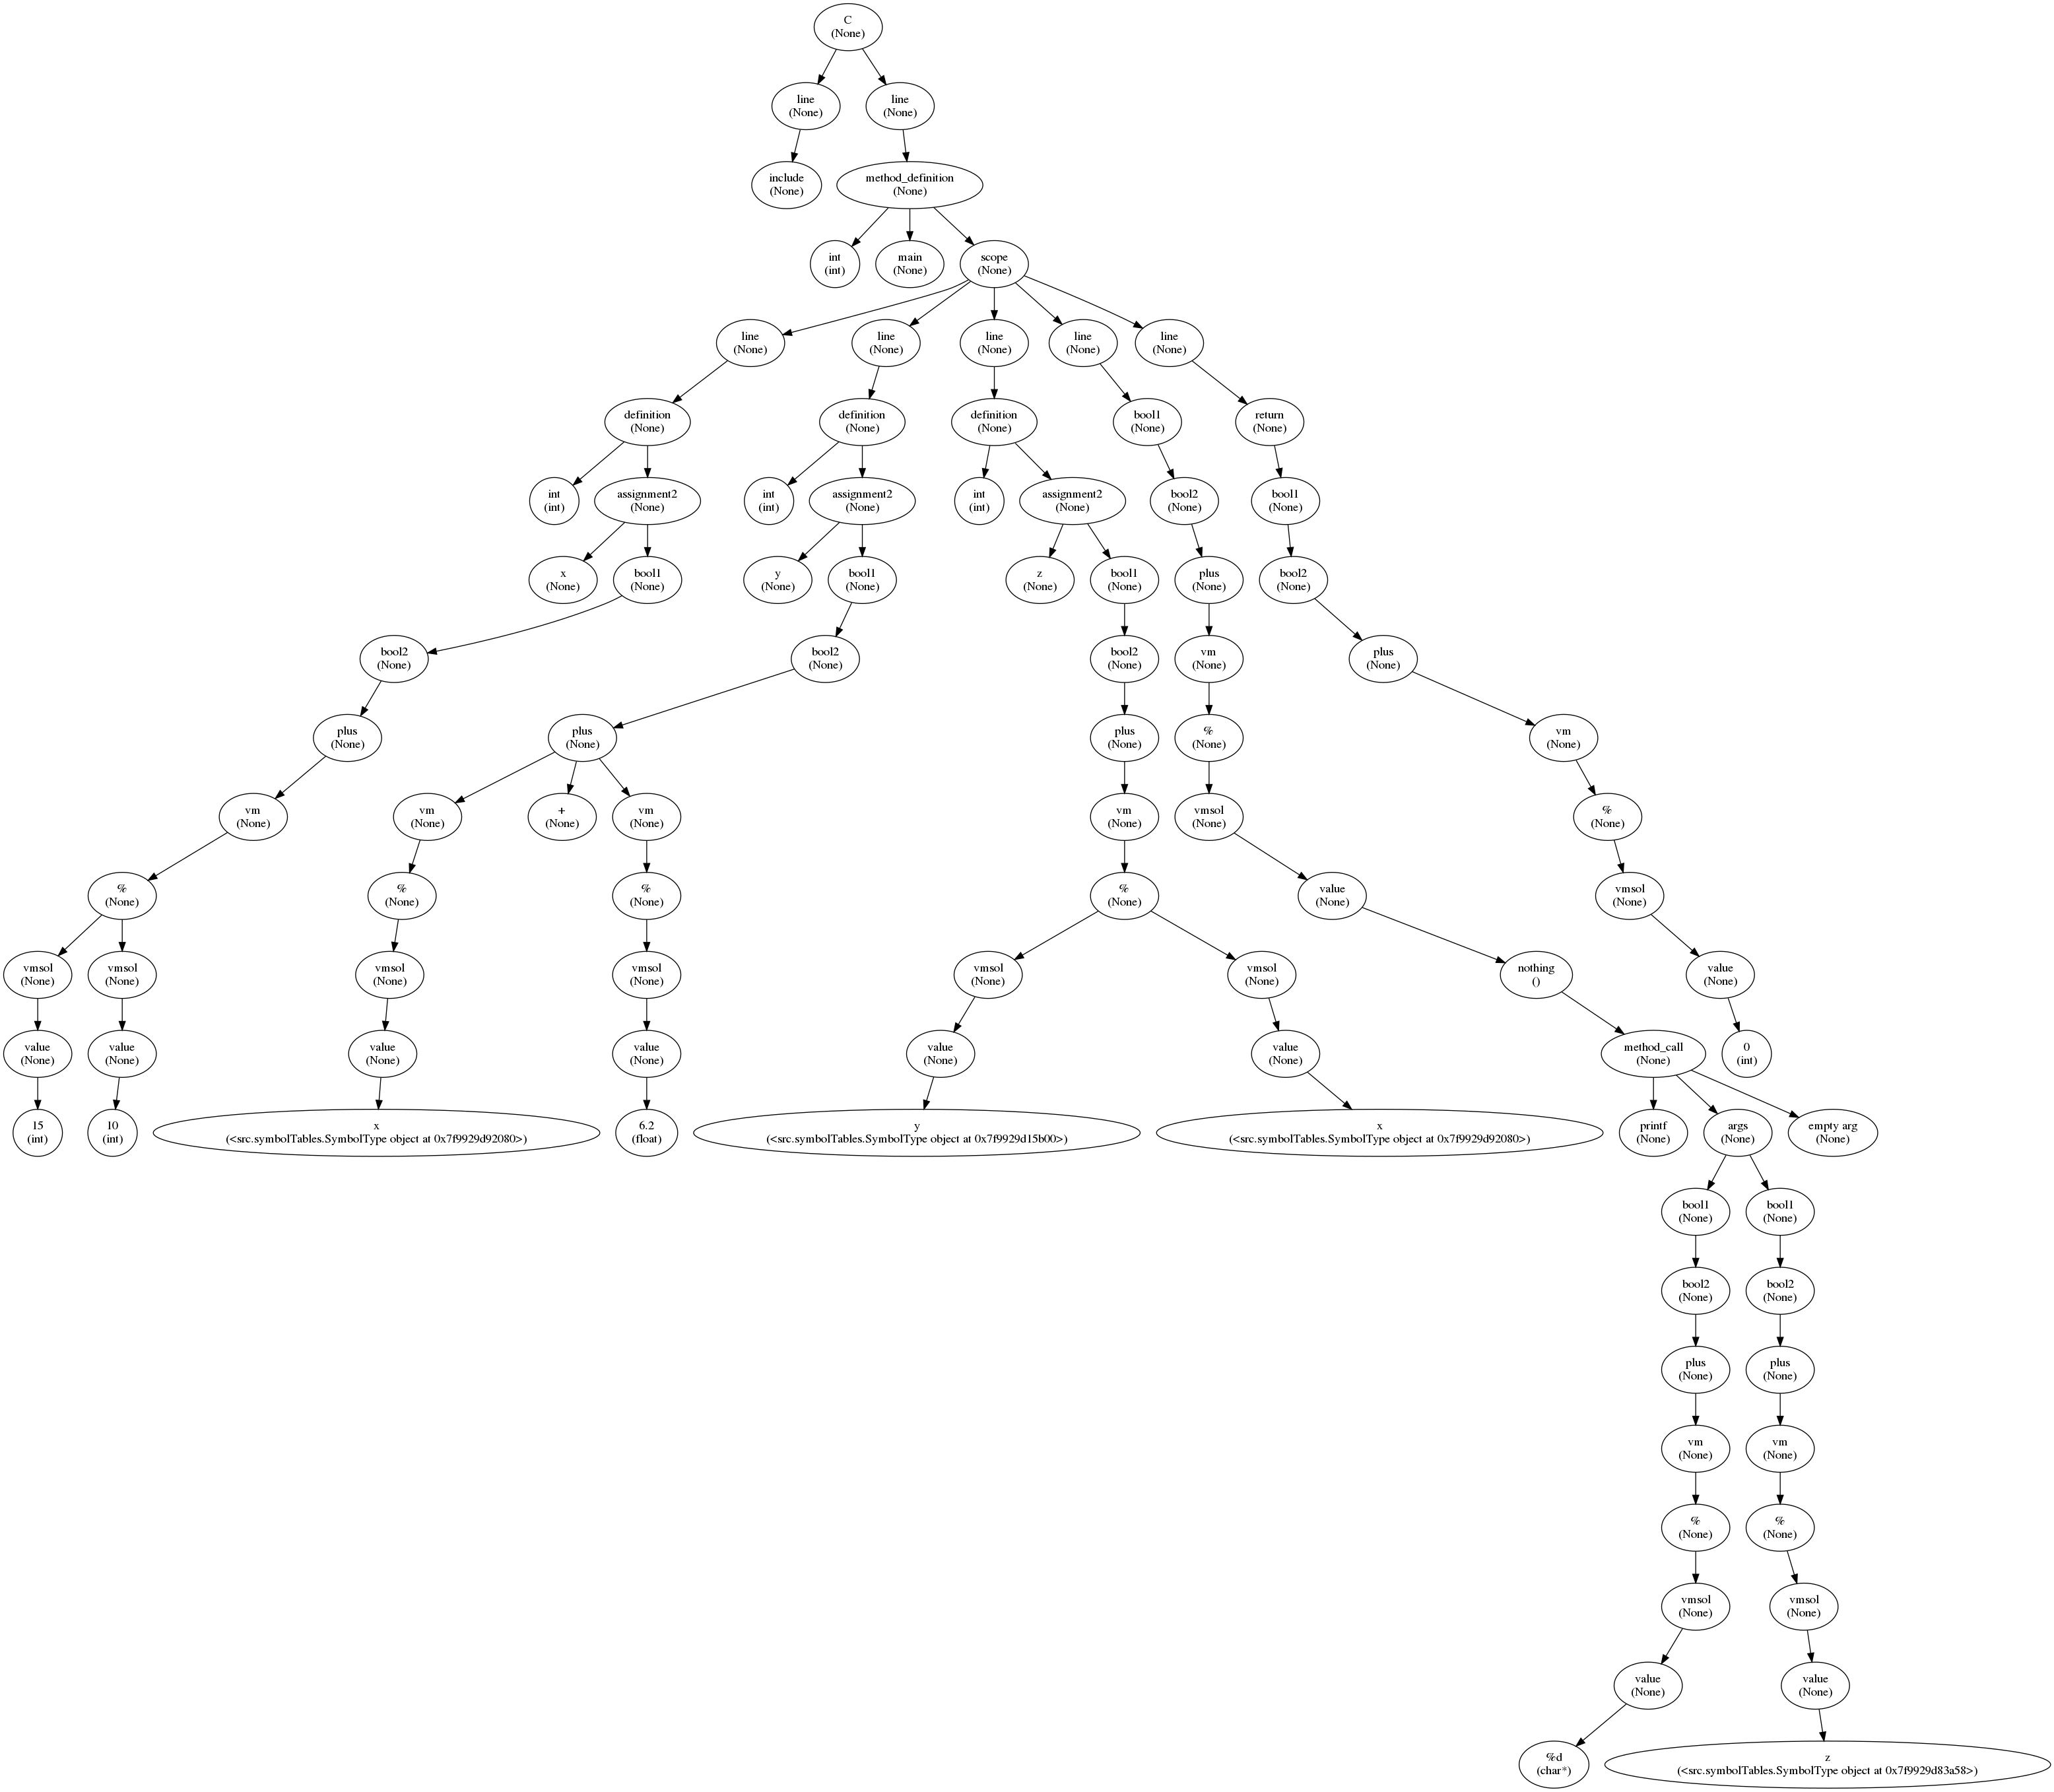 C
(None)
line
(None)
line
(None)
include
(None)
method_definition
(None)
int
(int)
main
(None)
scope
(None)
line
(None)
line
(None)
line
(None)
line
(None)
line
(None)
definition
(None)
definition
(None)
definition
(None)
bool1
(None)
return
(None)
int
(int)
assignment2
(None)
int
(int)
assignment2
(None)
int
(int)
assignment2
(None)
bool2
(None)
bool1
(None)
x
(None)
bool1
(None)
y
(None)
bool1
(None)
z
(None)
bool1
(None)
plus
(None)
bool2
(None)
bool2
(None)
bool2
(None)
bool2
(None)
vm
(None)
plus
(None)
plus
(None)
plus
(None)
plus
(None)
%
(None)
vm
(None)
vm
(None)
vm
(None)
+
(None)
vm
(None)
vm
(None)
vmsol
(None)
%
(None)
%
(None)
%
(None)
%
(None)
%
(None)
value
(None)
vmsol
(None)
vmsol
(None)
vmsol
(None)
vmsol
(None)
vmsol
(None)
vmsol
(None)
vmsol
(None)
nothing
()
value
(None)
value
(None)
value
(None)
value
(None)
value
(None)
value
(None)
value
(None)
method_call
(None)
0
(int)
15
(int)
10
(int)
x
(<src.symbolTables.SymbolType object at 0x7f9929d92080>)
6.2
(float)
y
(<src.symbolTables.SymbolType object at 0x7f9929d15b00>)
x
(<src.symbolTables.SymbolType object at 0x7f9929d92080>)
printf
(None)
args
(None)
empty arg
(None)
bool1
(None)
bool1
(None)
bool2
(None)
bool2
(None)
plus
(None)
plus
(None)
vm
(None)
vm
(None)
%
(None)
%
(None)
vmsol
(None)
vmsol
(None)
value
(None)
value
(None)
%d
(char*)
z
(<src.symbolTables.SymbolType object at 0x7f9929d83a58>)